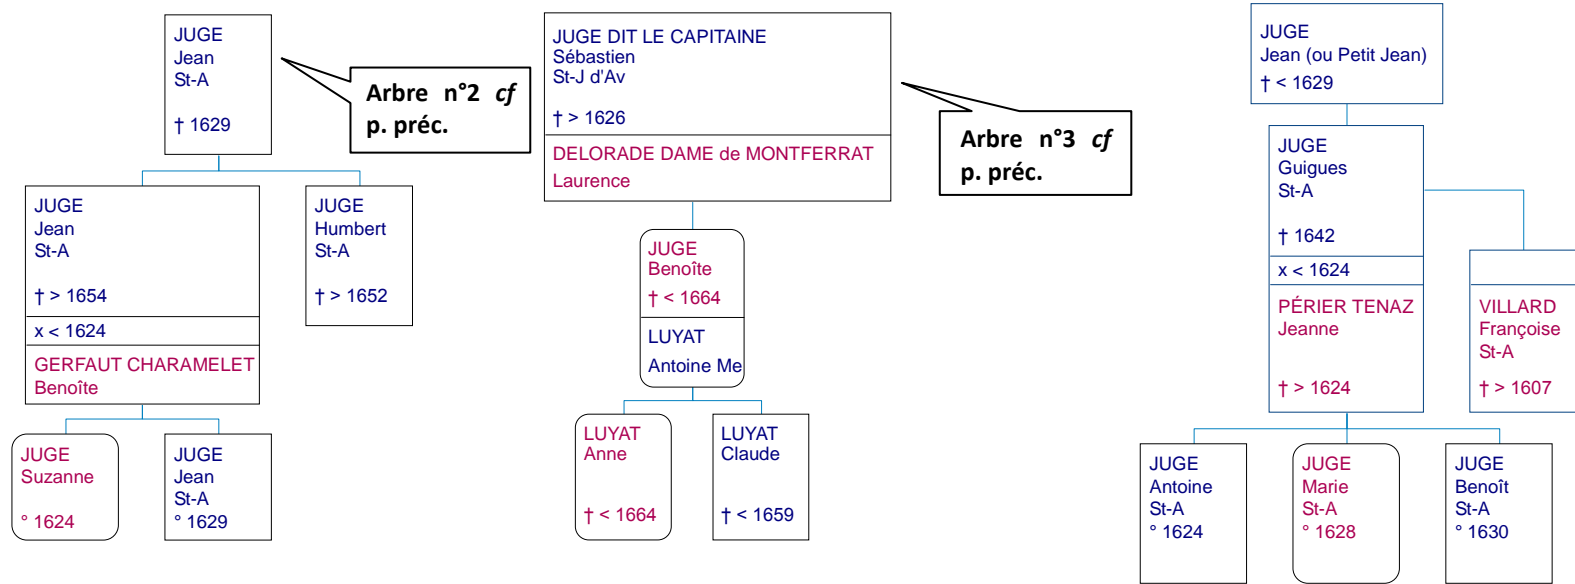 JUGE
Jean
St-A
† 1629
Arbre n°2 cf
p. préc.
JUGE
Jean
St-A
† > 1654
x < 1624
GERFAUT CHARAMELET
Benoîte
JUGE
Humbert
St-A
† > 1652
JUGE
Suzanne
° 1624
JUGE
Jean
St-A
° 1629
JUGE DIT LE CAPITAINE
Sébastien
St-J d'Av
† > 1626
DELORADE DAME de MONTFERRAT
Laurence
Arbre n°3 cf
p. préc.
JUGE
Benoîte
† < 1664
LUYAT
Antoine Me
LUYAT
Anne
† < 1664
LUYAT
Claude
† < 1659
JUGE
Jean (ou Petit Jean)
† < 1629
JUGE
Guigues
St-A
† 1642
x < 1624
PÉRIER TENAZ
Jeanne
† > 1624
VILLARD
Françoise
St-A
† > 1607
JUGE
Antoine
St-A
° 1624
JUGE
Marie
St-A
° 1628
JUGE
Benoît
St-A
° 1630